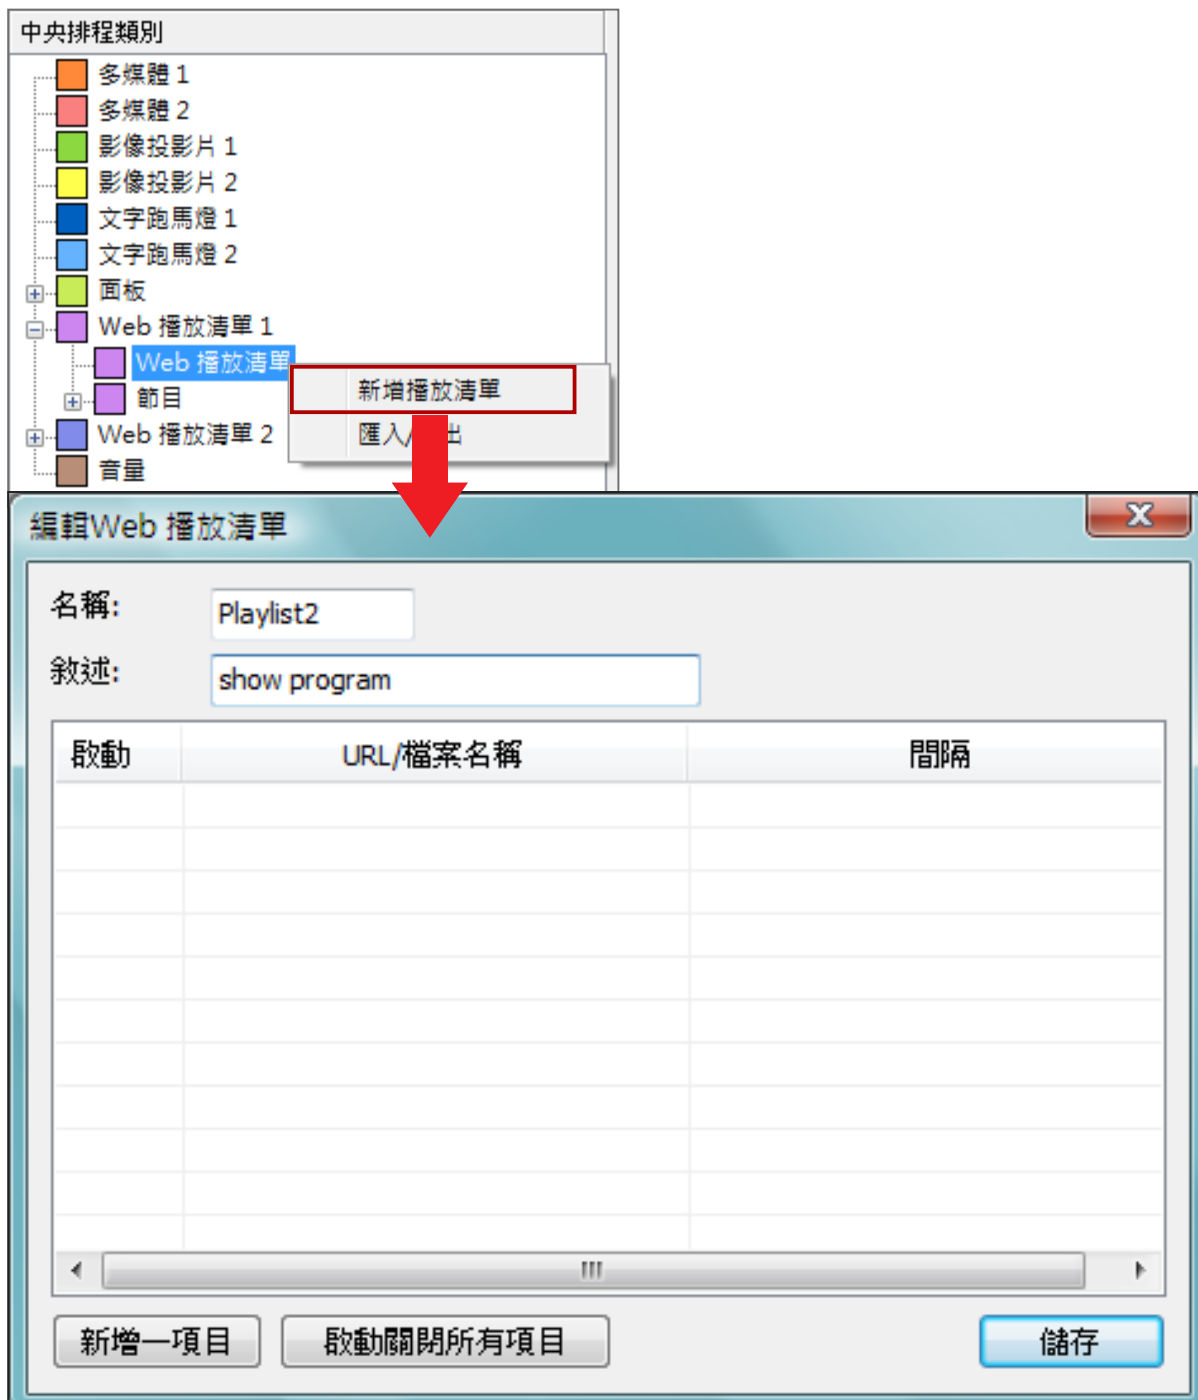 中央排程類別
多媒體 1
多媒體 2
影像投影片 1
影像投影片 2
文字跑馬燈 1
文字跑馬燈 2
面板
Web 播放清單 1
Web 播放清單
新增播放清單
節目
Web 播放清單 2
匯入/ 出
音量
編輯Web 播放清單
名稱:
Playlist2
敘述:
show program
啟動 URL/檔案名稱 間隔
新增一項目 啟動關閉所有項目 儲存